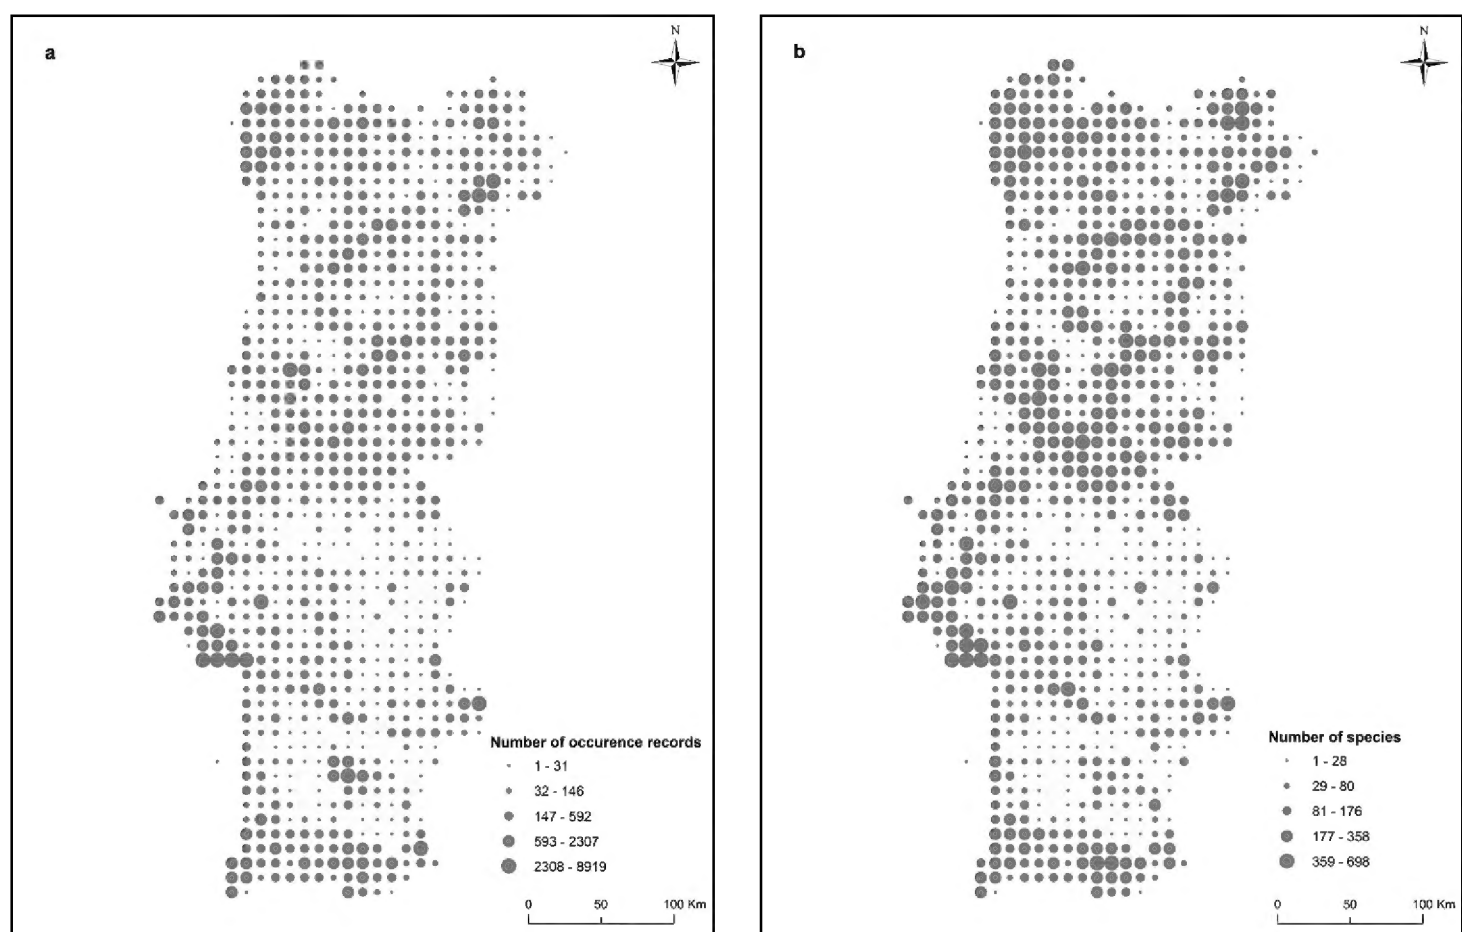 a
N
Number of occurence records
1 - 31
32 - 146
147 - 592
593 - 2307
2308 - 8919
0 50 100 Km
b
N
Number of species
1 - 28
29 - 80
81 - 176
177 - 358
359 - 698
0 50 100 Km